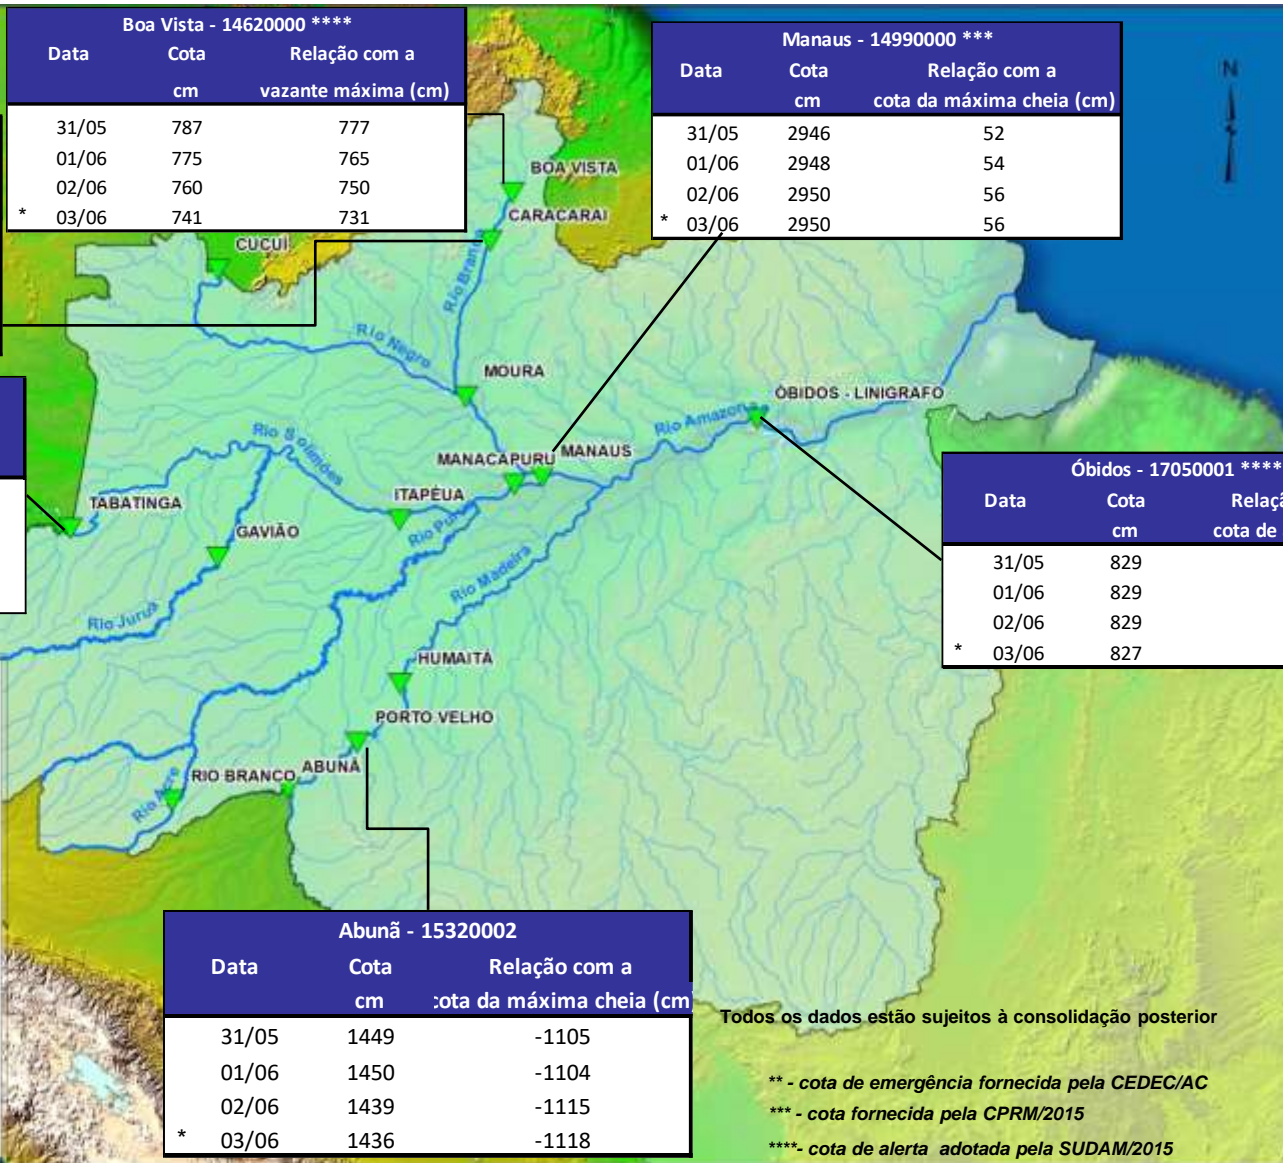 Boa Vista - 14620000 ****
Data Cota Relação com a
cm vazante máxima (cm)
31/05 787 777
01/06 775 765
02/06 760 750
* 03/06 741 731
Manaus - 14990000 ***
Data Cota Relação com a
cm cota da máxima cheia (cm)
31/05 2946 52
01/06 2948 54
02/06 2950 56
* 03/06 2950 56
N
BOA VISTA
CARACARAI
CUCUÍ
Rio Branco
Rio Negro
MOURA
ÓBIDOS - LINIGRAFO
Rio Amazonas
Rio Solimões
MANACAPURU MANAUS
ITAPÉUA
TABATINGA
GAVIÃO
Rio Purus
Rio Madeira
Rio Juruá
HUMAITÁ
PORTO VELHO
ABUNÃ
RIO BRANCO
Rio Acre
Óbidos - 17050001 ****
Data Cota
cm cota de
31/05 829
01/06 829
02/06 829
* 03/06 827
Abunã - 15320002
Data Cota Relação com a
cm cota da máxima cheia (cm
31/05 1449 -1105
01/06 1450 -1104
02/06 1439 -1115
* 03/06 1436 -1118
Todos os dados estão sujeitos à consolidação posterior
** - cota de emergência fornecida pela CEDEC/AC
*** - cota fornecida pela CPRM/2015
****- cota de alerta adotada pela SUDAM/2015